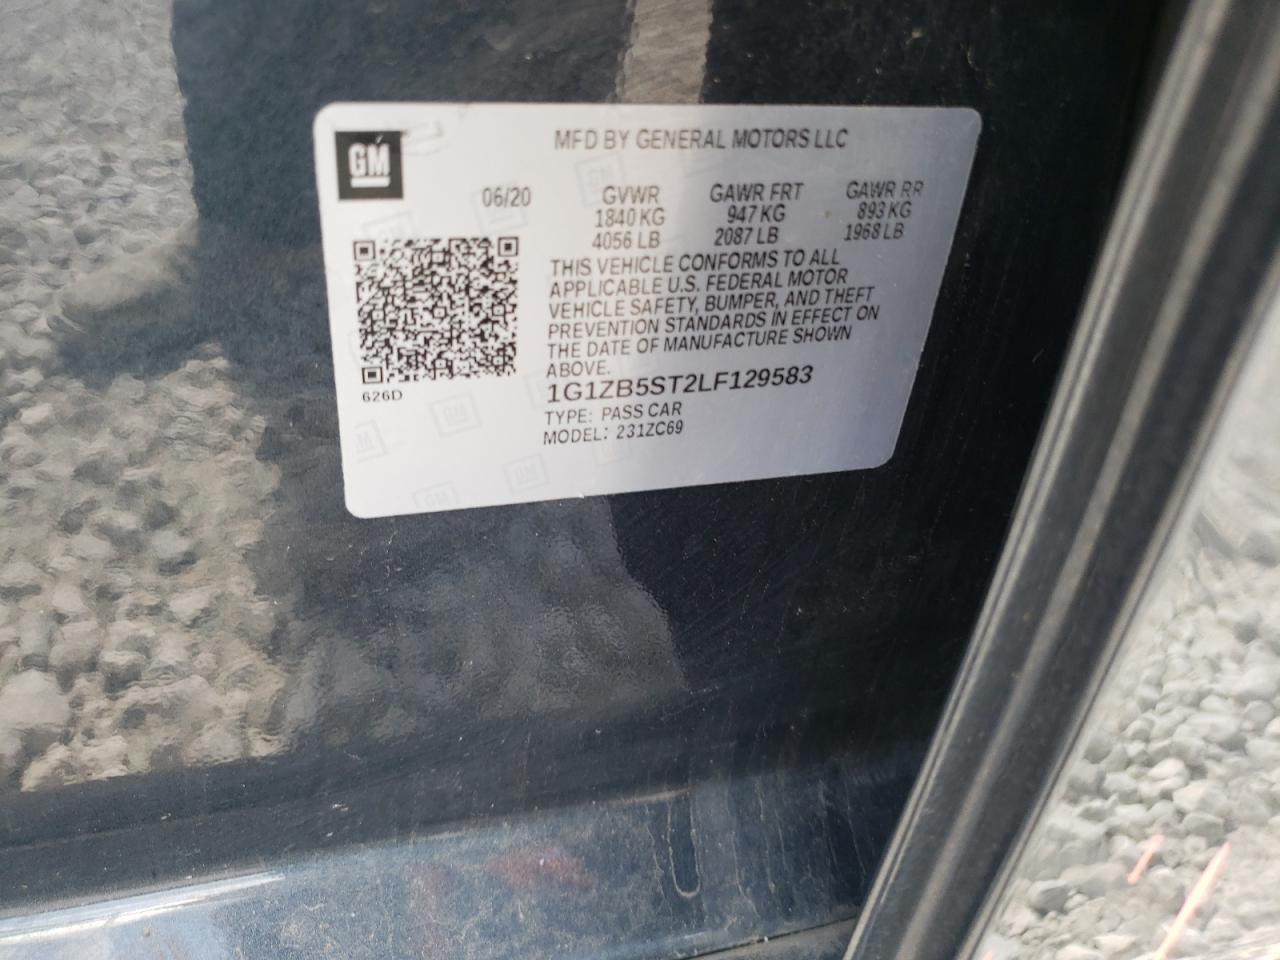 GM
MFD BY GENERAL MOTORS LLC
06/20
GVWR GAWR FRT GAWR RR
1840 KG 947 KG 893 KG
4056 LB 2087 LB 1968 LB
THIS VEHICLE CONFORMS TO ALL
APPLICABLE U.S. FEDERAL MOTOR
VEHICLE SAFETY, BUMPER, AND THEFT
PREVENTION STANDARDS IN EFFECT ON
THE DATE OF MANUFACTURE SHOWN
ABOVE.
626D
1G1ZB5ST2LF129583
TYPE: PASS CAR
MODEL: 231ZC69